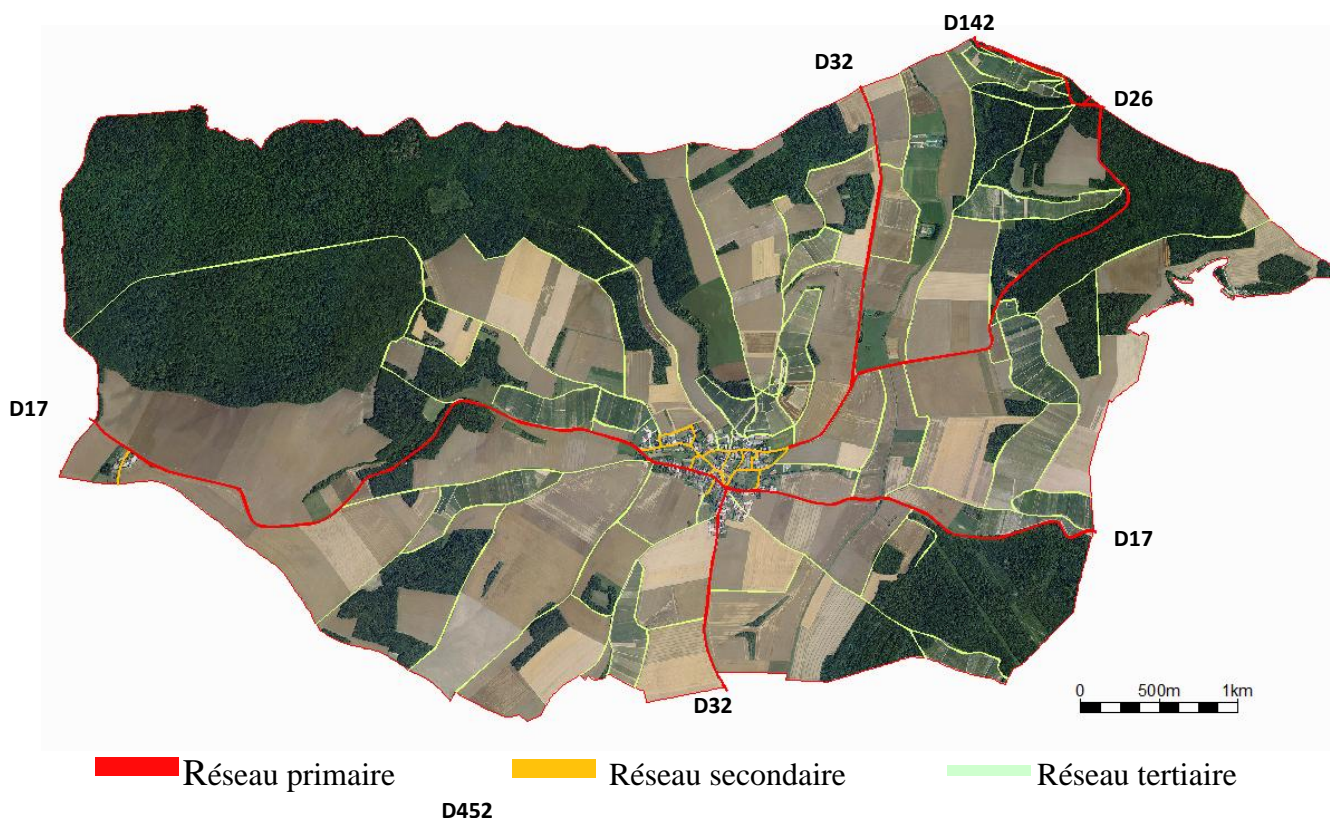 D142
D32
D26
D17
D17
D32
0 500m 1km
Réseau primaire Réseau secondaire Réseau tertiaire
D452